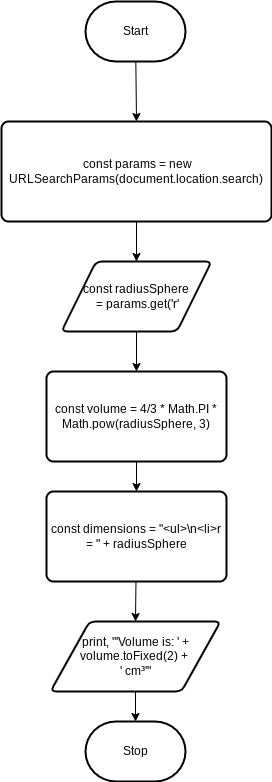 Start
const params = new
URLSearchParams(document.location.search)
const radiusSphere
= params.get('r'
const volume = 4/3 * Math.PI *
Math.pow(radiusSphere, 3)
const dimensions = "<ul>\n<li>r
= " + radiusSphere
print, "'Volume is: ' +
volume.toFixed(2) +
' cm³'"
Stop